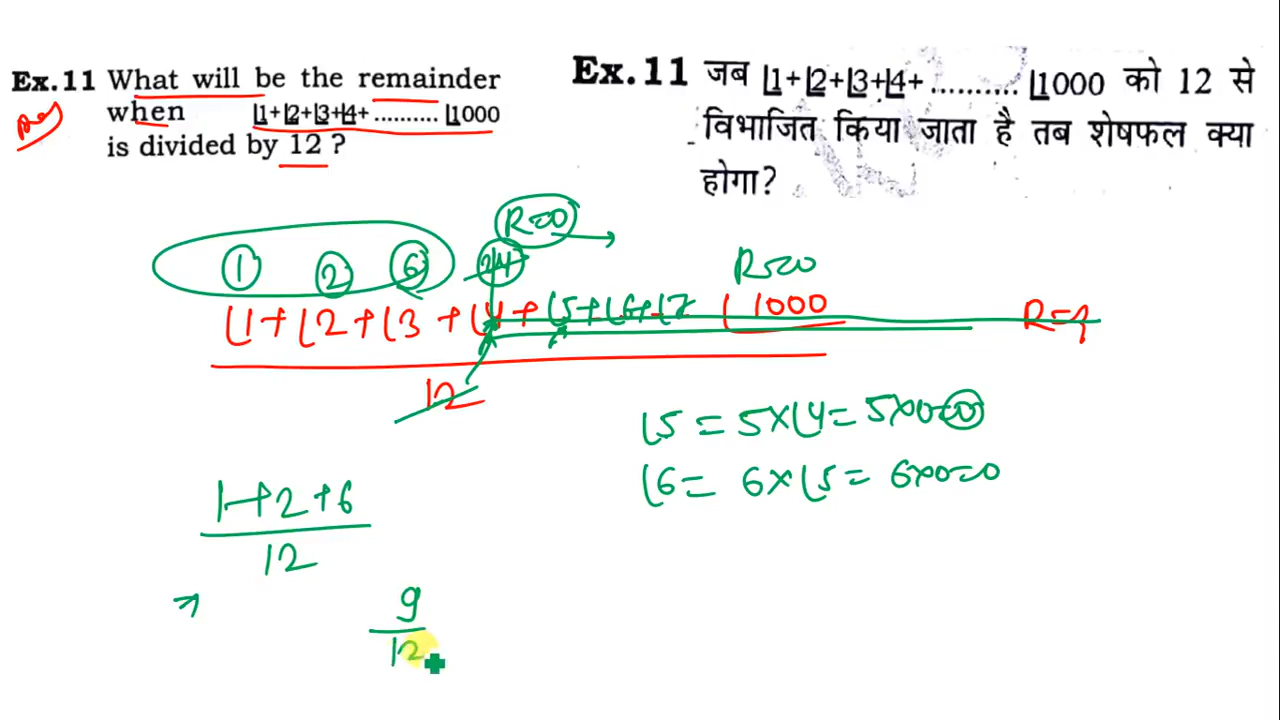 Ex.11 What will be the remainder
when ⌊1+⌊2+⌊3+⌊4+ .......... ⌊1000
is divided by 12 ?
Ex.11 जब ⌊1+⌊2+⌊3+⌊4+ .......... ⌊1000 को 12 से
विभाजित किया जाता है तब शेषफल क्या
होगा?
R=0
1 2 6 24 R=0
⌊1+⌊2+⌊3+⌊4+⌊5+⌊6+⌊7 ⌊1000
12
⌊5 = 5×⌊4= 5×0=0
⌊6= 6×⌊5= 6×0=0
1+2+6
12
9
12